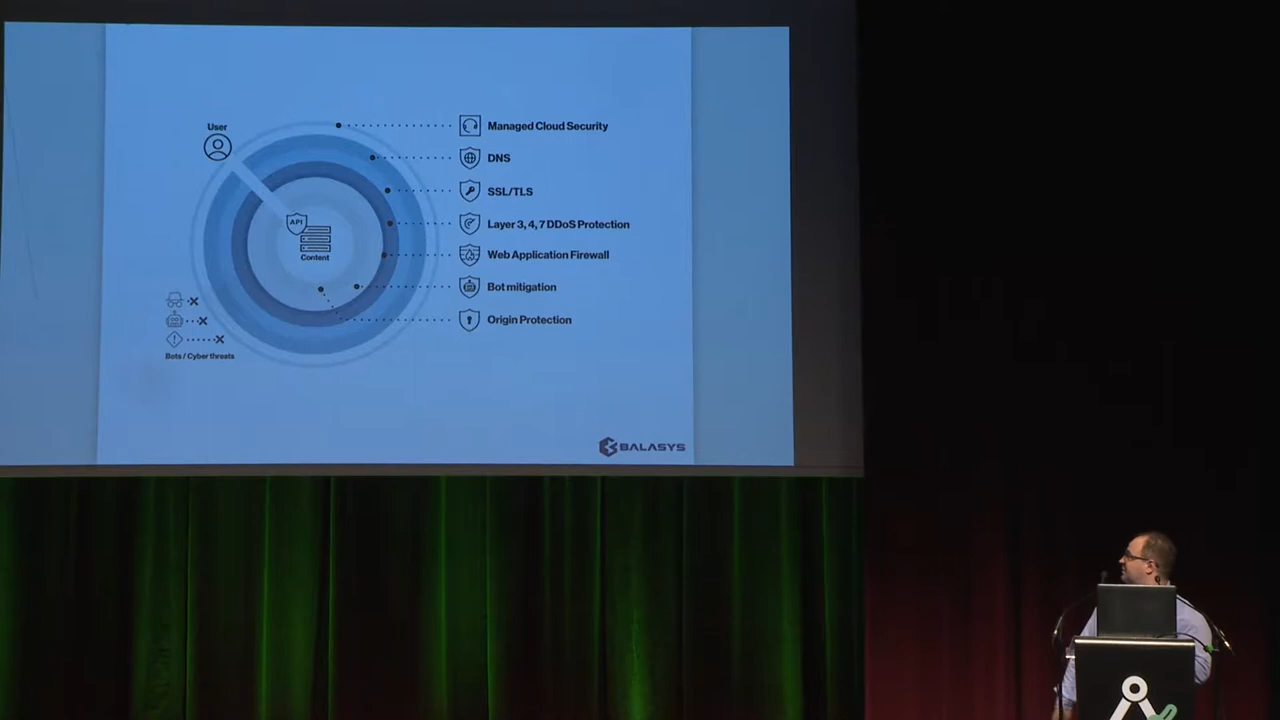 User
Managed Cloud Security
DNS
SSL/TLS
Layer 3, 4, 7 DDoS Protection
API
Web Application Firewall
Content
Bot mitigation
Origin Protection
Bots / Cyber threats
BALASYS